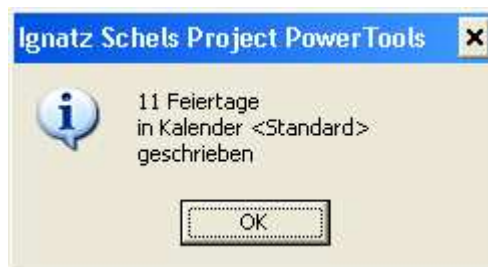 Ignatz Schels Project PowerTools
11 Feiertage
in Kalender <Standard>
geschrieben
OK